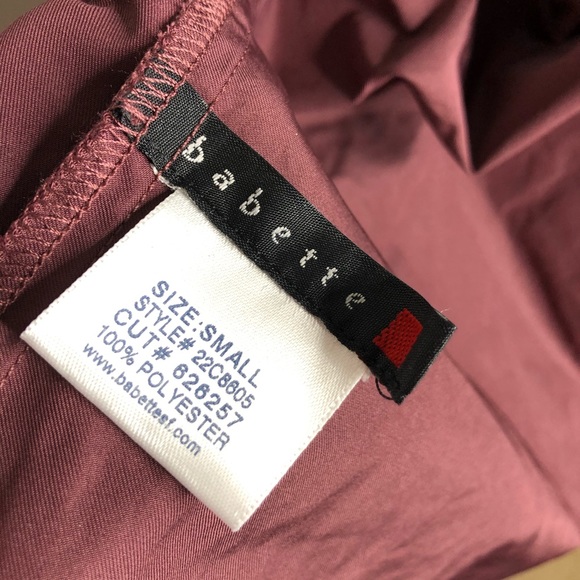 babette
SIZE:SMALL
STYLE# 22C8605
CUT# 626257
100% POLYESTER
www.babettesf.com